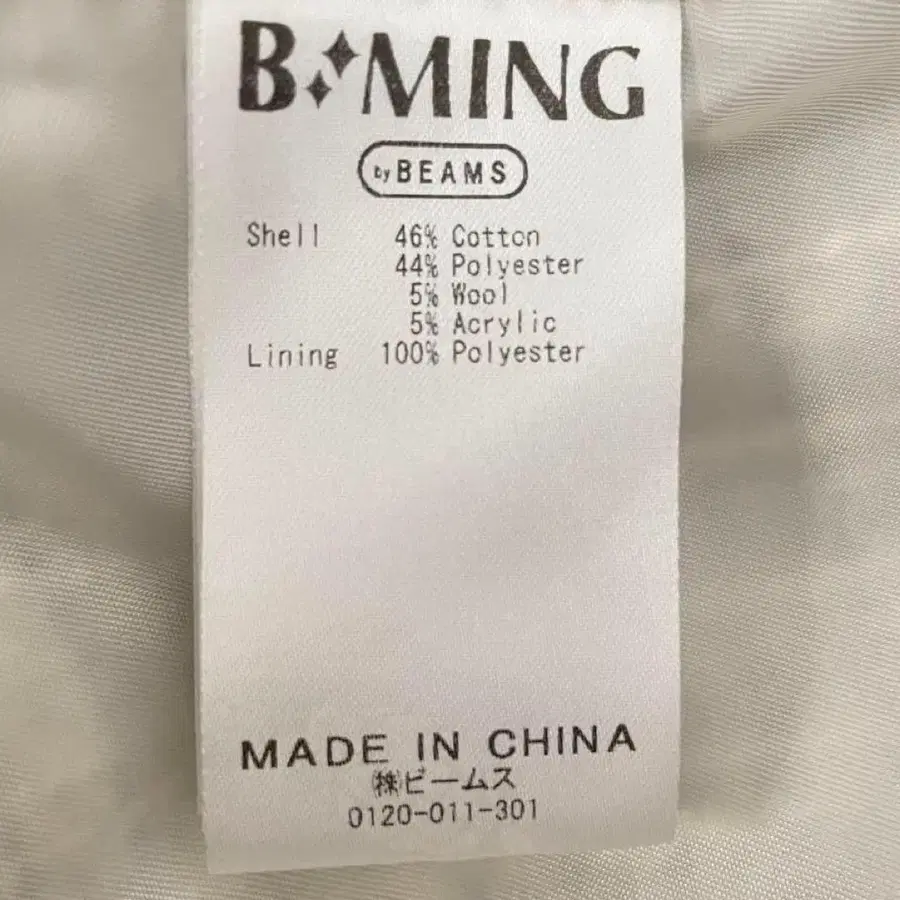 B MING
by BEAMS
Shell 46% Cotton
44% Polyester
5% Wool
5% Acrylic
Lining 100% Polyester
MADE IN CHINA
㈱ビームス
0120-011-301